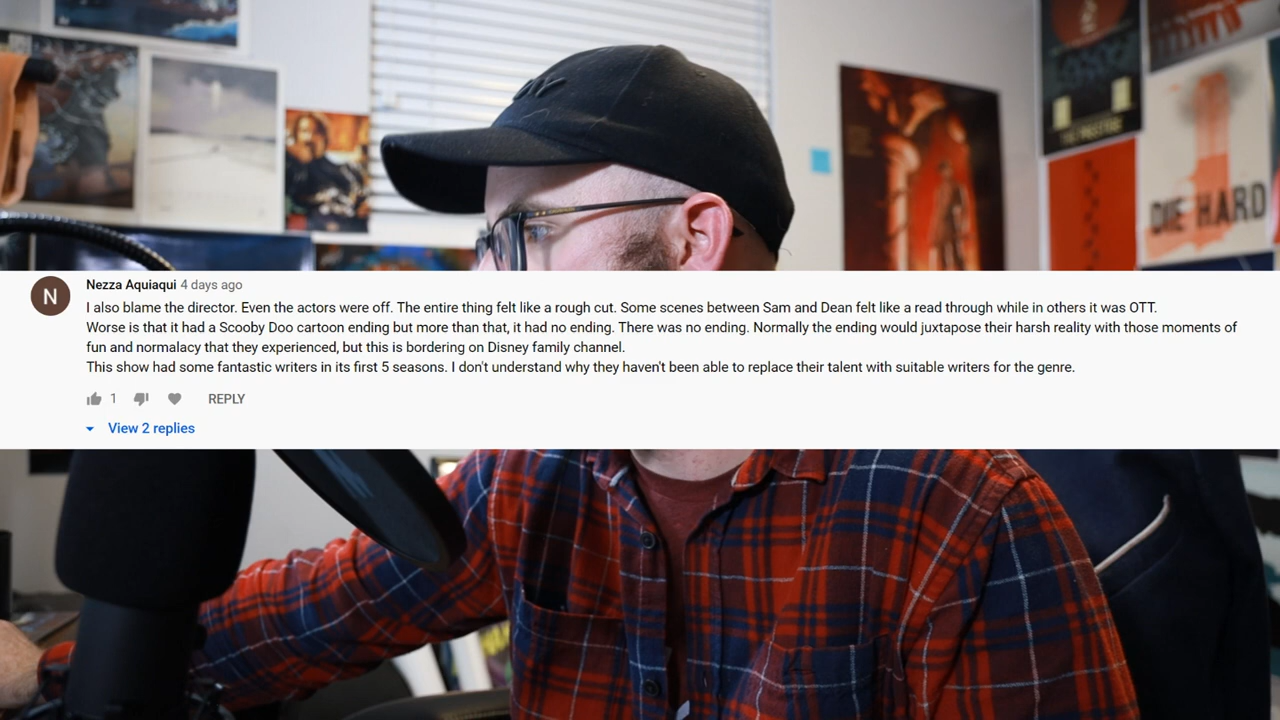 DIE HARD
N
Nezza Aquiaqui 4 days ago
I also blame the director. Even the actors were off. The entire thing felt like a rough cut. Some scenes between Sam and Dean felt like a read through while in others it was OTT.
Worse is that it had a Scooby Doo cartoon ending but more than that, it had no ending. There was no ending. Normally the ending would juxtapose their harsh reality with those moments of
fun and normalacy that they experienced, but this is bordering on Disney family channel.
This show had some fantastic writers in its first 5 seasons. I don't understand why they haven't been able to replace their talent with suitable writers for the genre.
1 REPLY
View 2 replies